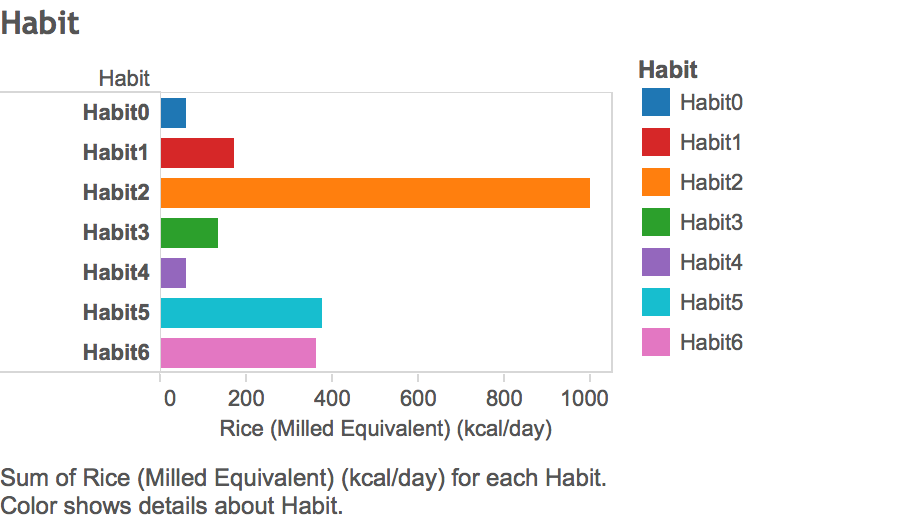 Habit
Habit
Habit0
Habit1
Habit2
Habit3
Habit4
Habit5
Habit6
0 200 400 600 800 1000
Rice (Milled Equivalent) (kcal/day)
Habit
Habit0
Habit1
Habit2
Habit3
Habit4
Habit5
Habit6
Sum of Rice (Milled Equivalent) (kcal/day) for each Habit.
Color shows details about Habit.